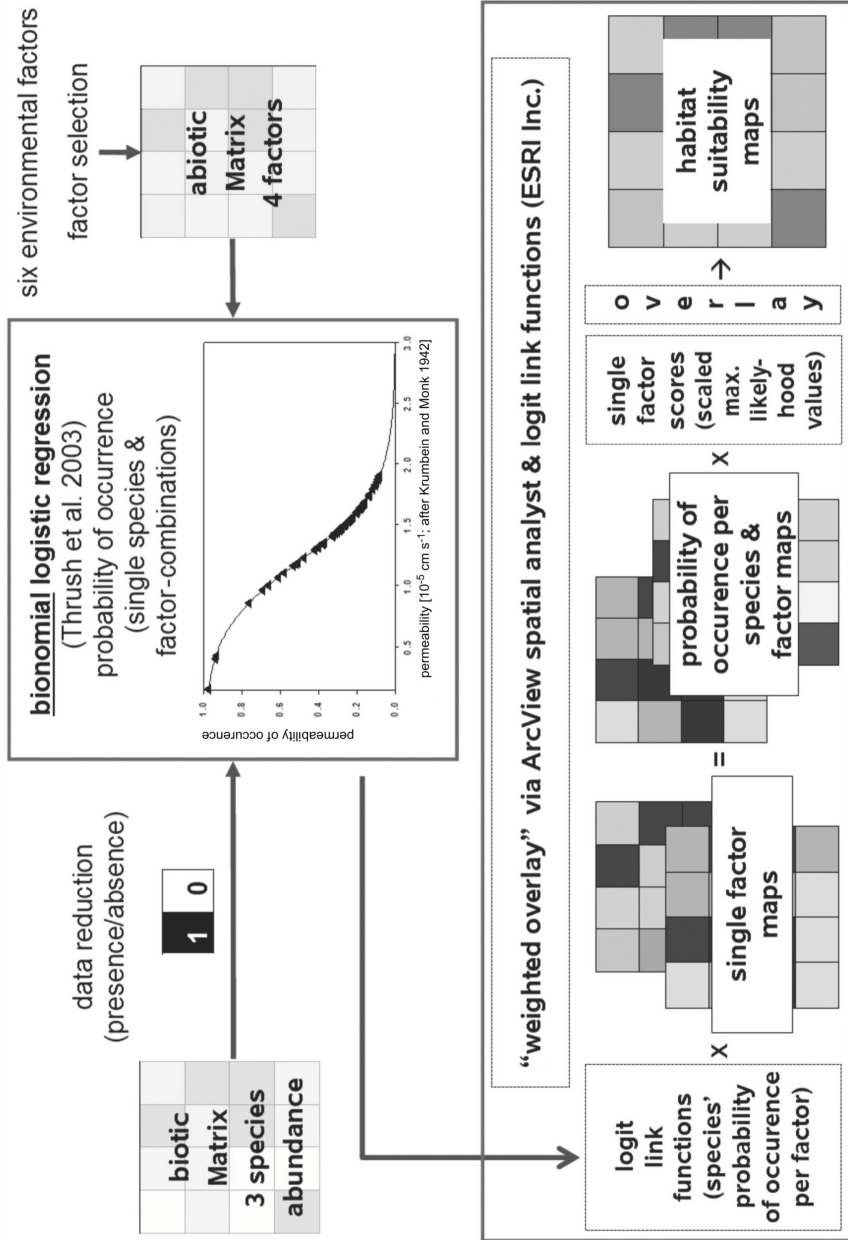 biotic
Matrix
3 species
abundance
data reduction
(presence/absence)
1 0
bionomial logistic regression
(Thrush et al. 2003)
probability of occurrence
(single species &
factor-combinations)
permeability of occurence
1.0
0.8
0.6
0.4
0.2
0.0
0.5 1.0 1.5 2.0 2.5 3.0
permeability [10⁻⁵ cm s⁻¹; after Krumbein and Monk 1942]
six environmental factors
factor selection
abiotic
Matrix
4 factors
“weighted overlay” via ArcView spatial analyst & logit link functions (ESRI Inc.)
logit
link
functions
(species’
probability
of occurence
per factor)
x
single factor
maps
=
probability of
occurence per
species &
factor maps
x
single
factor
scores
(scaled
max.
likely-
hood
values)
o
v
e
r
l
a
y
→
habitat
suitability
maps